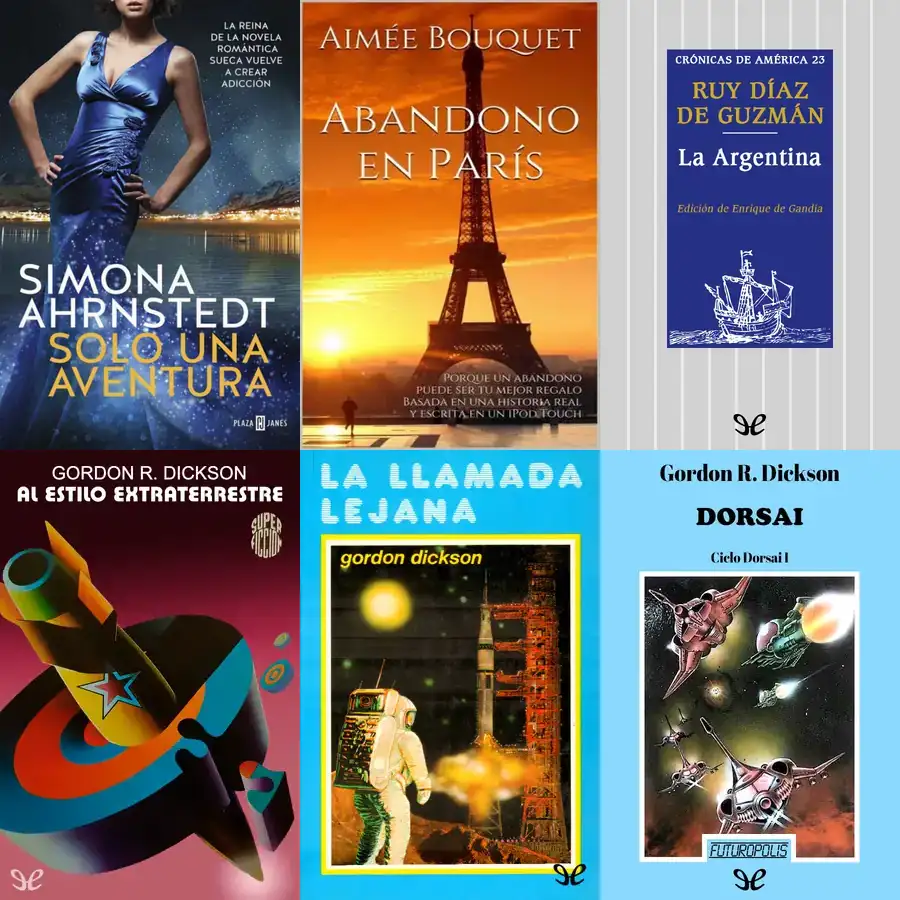 LA REINA
DE LA NOVELA
ROMÁNTICA
SUECA VUELVE
A CREAR
ADICCIÓN
SIMONA
AHRNSTEDT
SOLO UNA
AVENTURA
PLAZA JANÉS
AIMÉE BOUQUET
ABANDONO
EN PARÍS
PORQUE UN ABANDONO
PUEDE SER TU MEJOR REGALO
BASADA EN UNA HISTORIA REAL
Y ESCRITA EN UN IPOD TOUCH
CRÓNICAS DE AMÉRICA 23
RUY DÍAZ
DE GUZMÁN
La Argentina
Edición de Enrique de Gandia
GORDON R. DICKSON
AL ESTILO EXTRATERRESTRE
SUPER
FICCIÓN
LA LLAMADA
LEJANA
gordon dickson
Gordon R. Dickson
DORSAI
Ciclo Dorsai I
FUTUROPOLIS